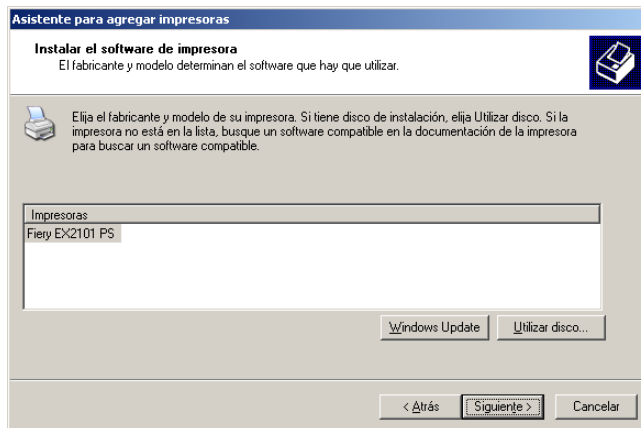 Asistente para agregar impresoras
Instalar el software de impresora
El fabricante y modelo determinan el software que hay que utilizar.
Elija el fabricante y modelo de su impresora. Si tiene disco de instalación, elija Utilizar disco. Si la
impresora no está en la lista, busque un software compatible en la documentación de la impresora
para buscar un software compatible.
Impresoras
Fiery EX2101 PS
Windows Update
Utilizar disco...
< Atrás
Siguiente >
Cancelar